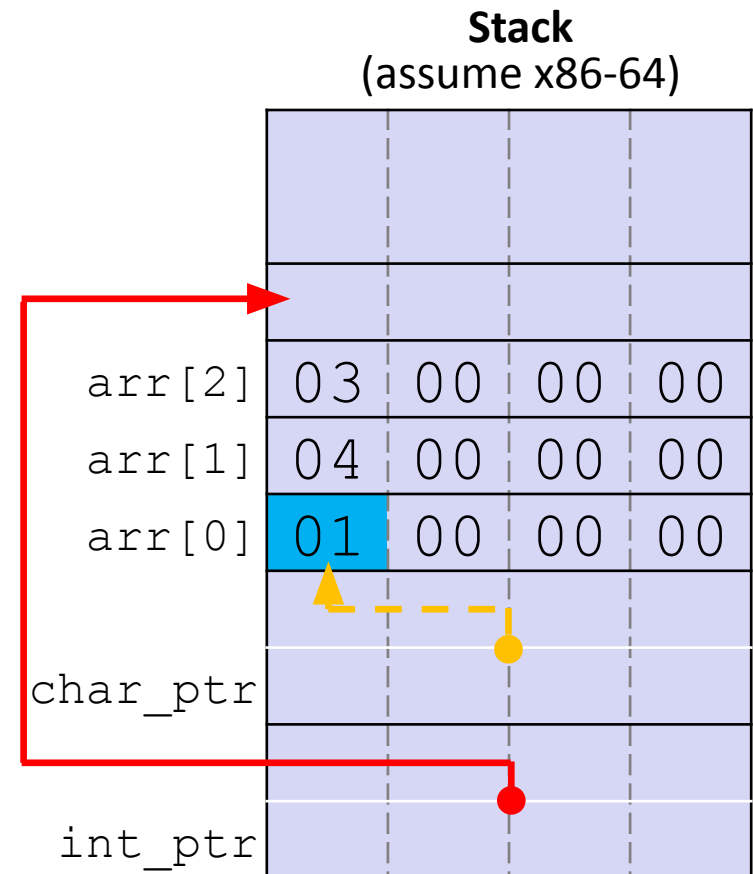 Stack
(assume x86-64)
arr[2] 03 00 00 00
arr[1] 04 00 00 00
arr[0] 01 00 00 00
char_ptr
int_ptr